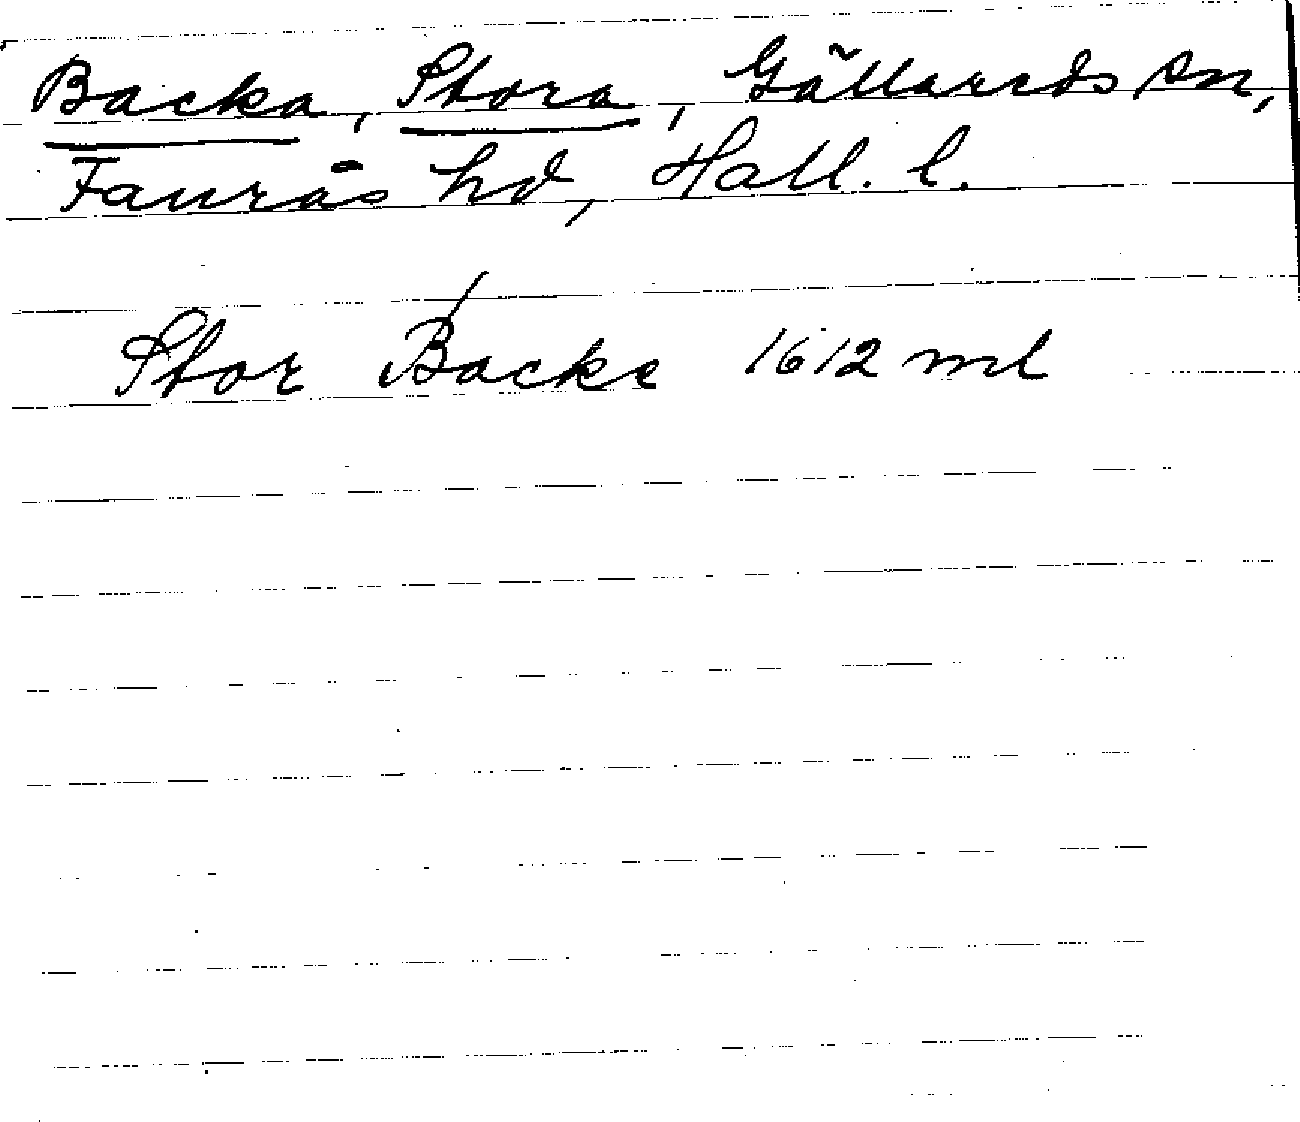 Backa, Stora, Gällareds sn,
Faurås hd, Hall. l.
Stor Backe 1612 ml